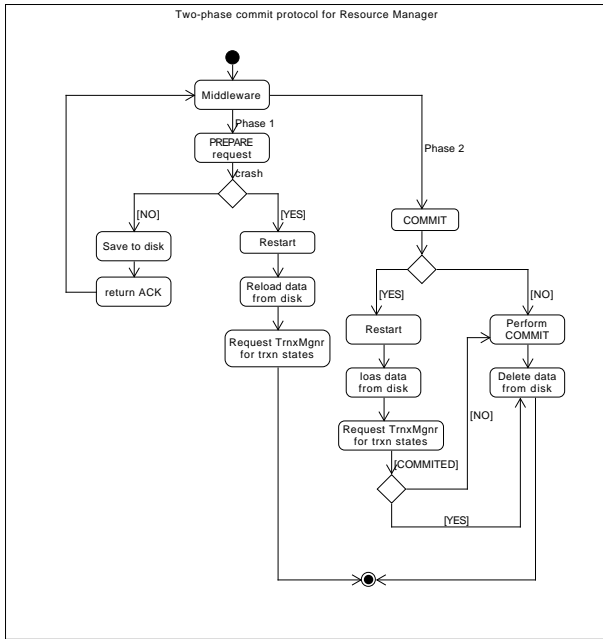 Two-phase commit protocol for Resource Manager
Middleware
Phase 1
PREPARE
request
crash
[NO]
[YES]
Save to disk
return ACK
Restart
Reload data
from disk
Request TrnxMgnr
for trxn states
Phase 2
COMMIT
[YES]
[NO]
Restart
loas data
from disk
Request TrnxMgnr
for trxn states
[COMMITED]
Perform
COMMIT
Delete data
from disk
[NO]
[YES]